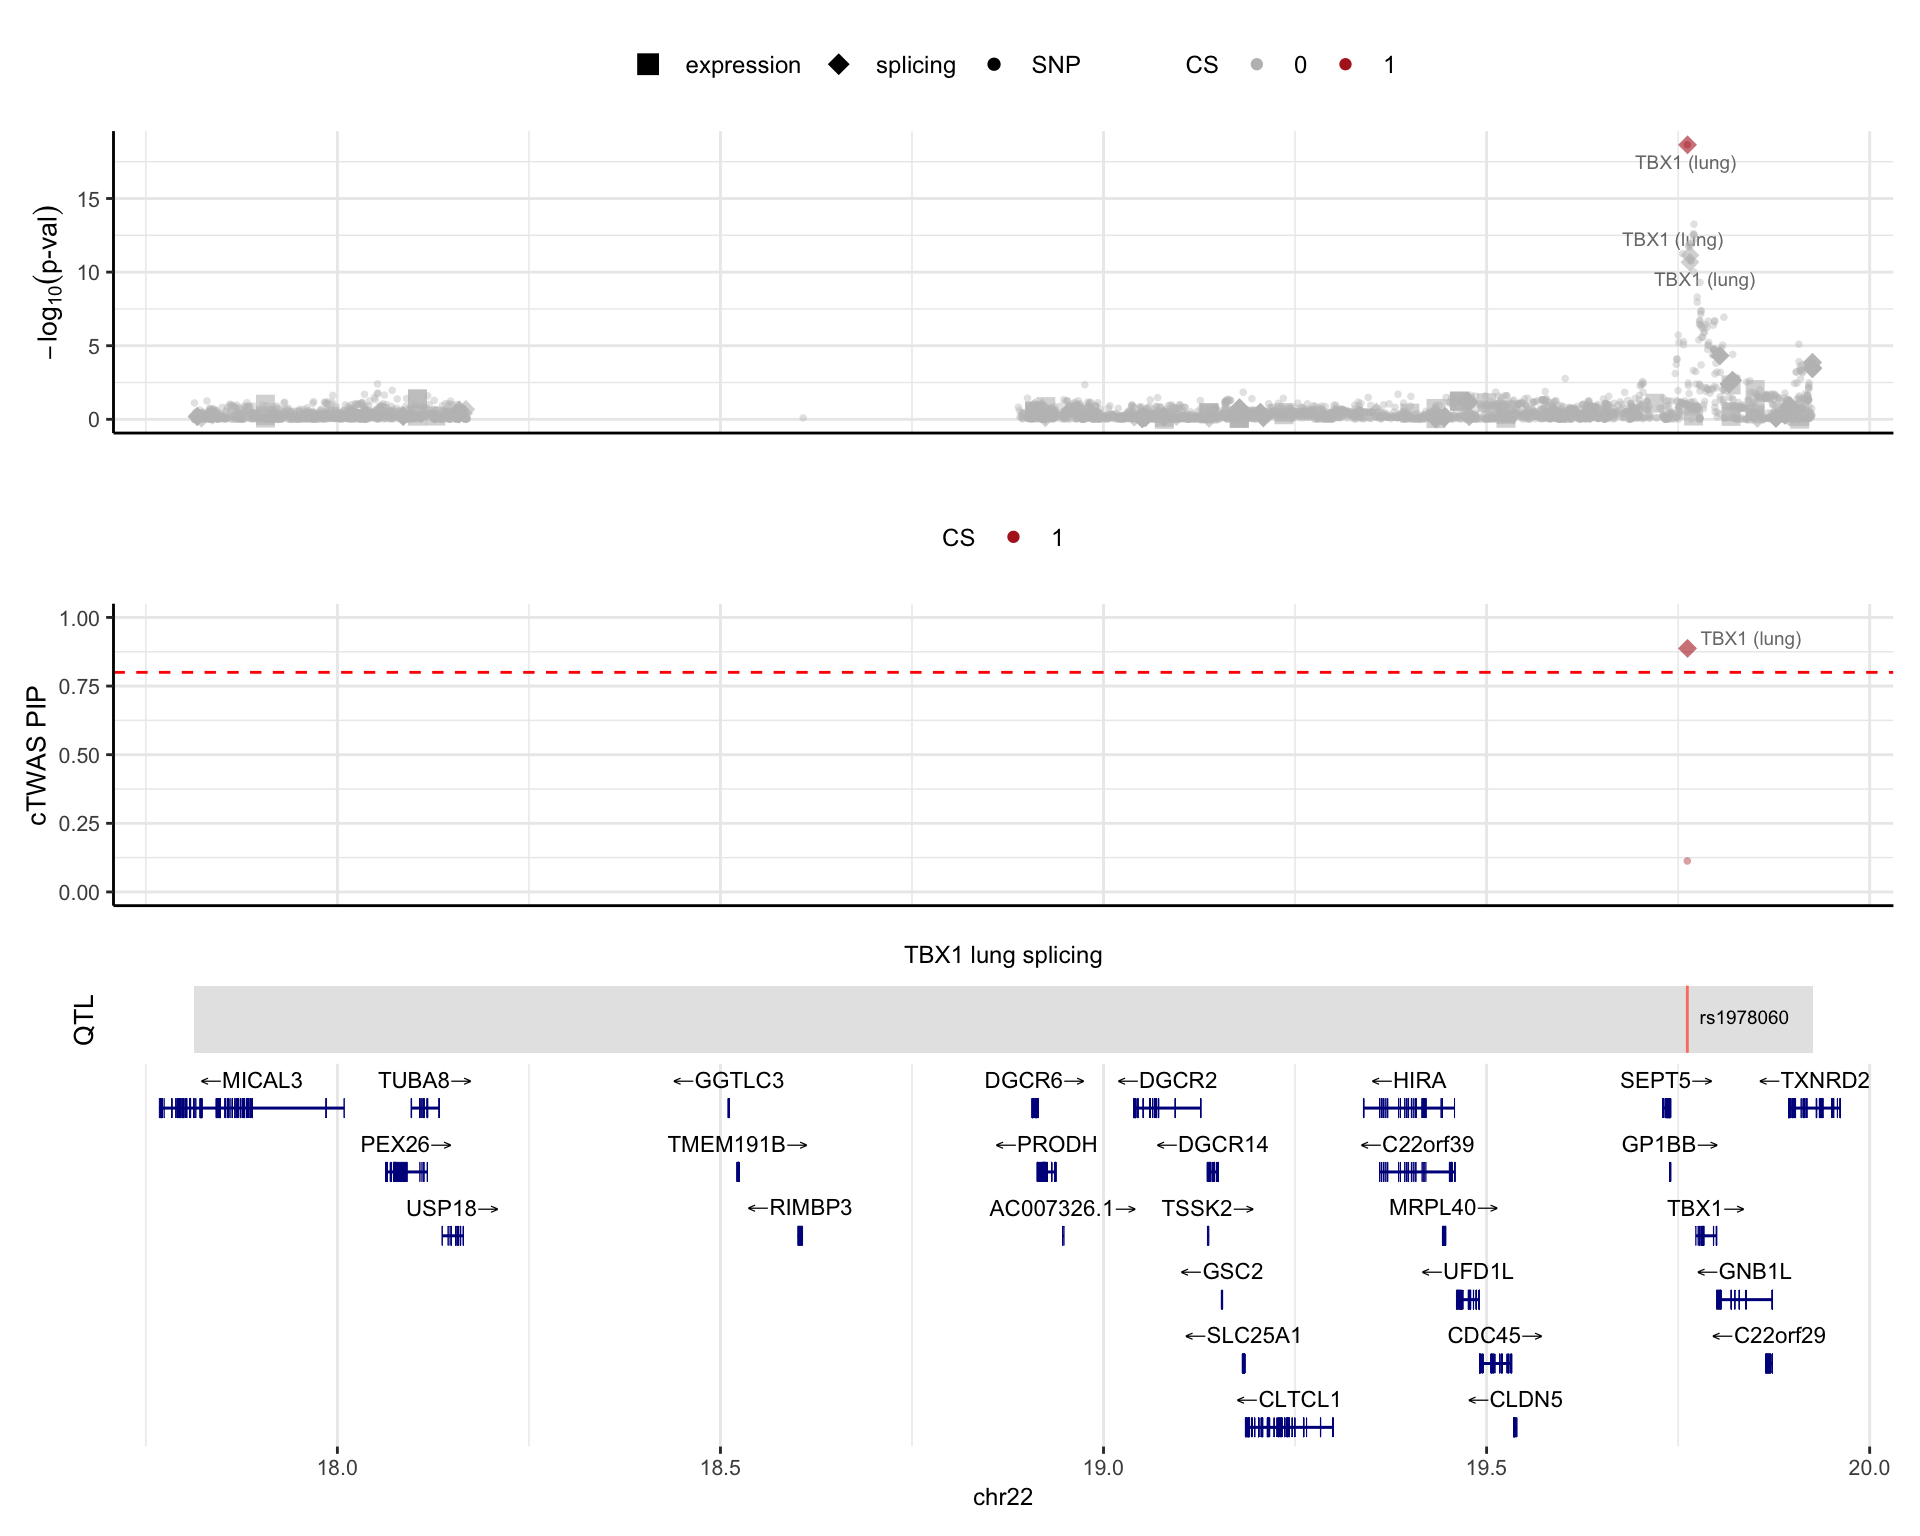 expression splicing SNP CS 0 1
TBX1 (lung)
15
TBX1 (lung)
10
TBX1 (lung)
5
0
−log10(p-val)
CS 1
1.00
TBX1 (lung)
0.75
0.50
0.25
0.00
cTWAS PIP
TBX1 lung splicing
QTL
rs1978060
←MICAL3 TUBA8→ ←GGTLC3 DGCR6→ ←DGCR2 ←HIRA SEPT5→ ←TXNRD2
PEX26→ TMEM191B→ ←PRODH ←DGCR14 ←C22orf39 GP1BB→
USP18→ ←RIMBP3 AC007326.1→ TSSK2→ MRPL40→ TBX1→
←GSC2 ←UFD1L ←GNB1L
←SLC25A1 CDC45→ ←C22orf29
←CLTCL1 ←CLDN5
18.0 18.5 19.0 19.5 20.0
chr22